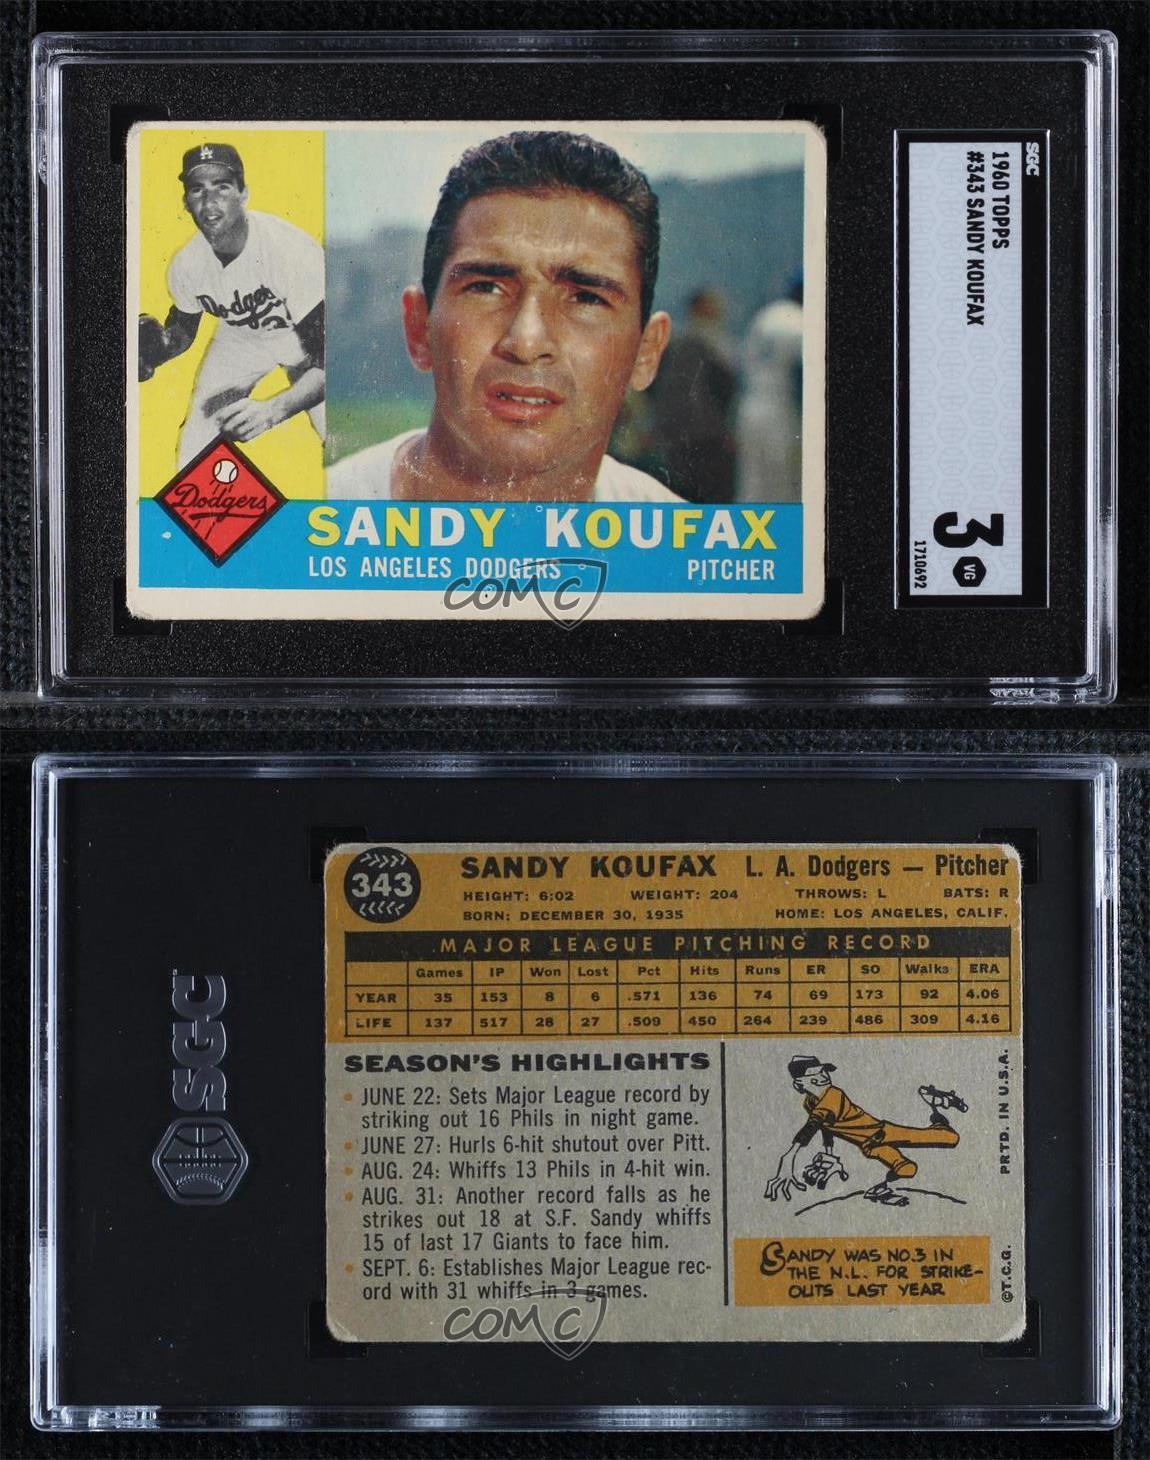 LA
Dodgers
Dodgers
SANDY KOUFAX
LOS ANGELES DODGERS
PITCHER
COMC
SGC
1960 TOPPS
#343 SANDY KOUFAX
3
VG
1710692
SGC
343
SANDY KOUFAX L. A. Dodgers — Pitcher
HEIGHT: 6:02 WEIGHT: 204 THROWS: L BATS: R
BORN: DECEMBER 30, 1935 HOME: LOS ANGELES, CALIF.
MAJOR LEAGUE PITCHING RECORD
Games IP Won Lost Pct Hits Runs ER SO Walks ERA
YEAR 35 153 8 6 .571 136 74 69 173 92 4.06
LIFE 137 517 28 27 .509 450 264 239 486 309 4.16
SEASON'S HIGHLIGHTS
• JUNE 22: Sets Major League record by
striking out 16 Phils in night game.
• JUNE 27: Hurls 6-hit shutout over Pitt.
• AUG. 24: Whiffs 13 Phils in 4-hit win.
• AUG. 31: Another record falls as he
strikes out 18 at S.F. Sandy whiffs
15 of last 17 Giants to face him.
• SEPT. 6: Establishes Major League rec-
ord with 31 whiffs in 3 games.
SANDY WAS NO.3 IN
THE N.L. FOR STRIKE-
OUTS LAST YEAR
©T.C.G. PRTD. IN U.S.A.
COMC